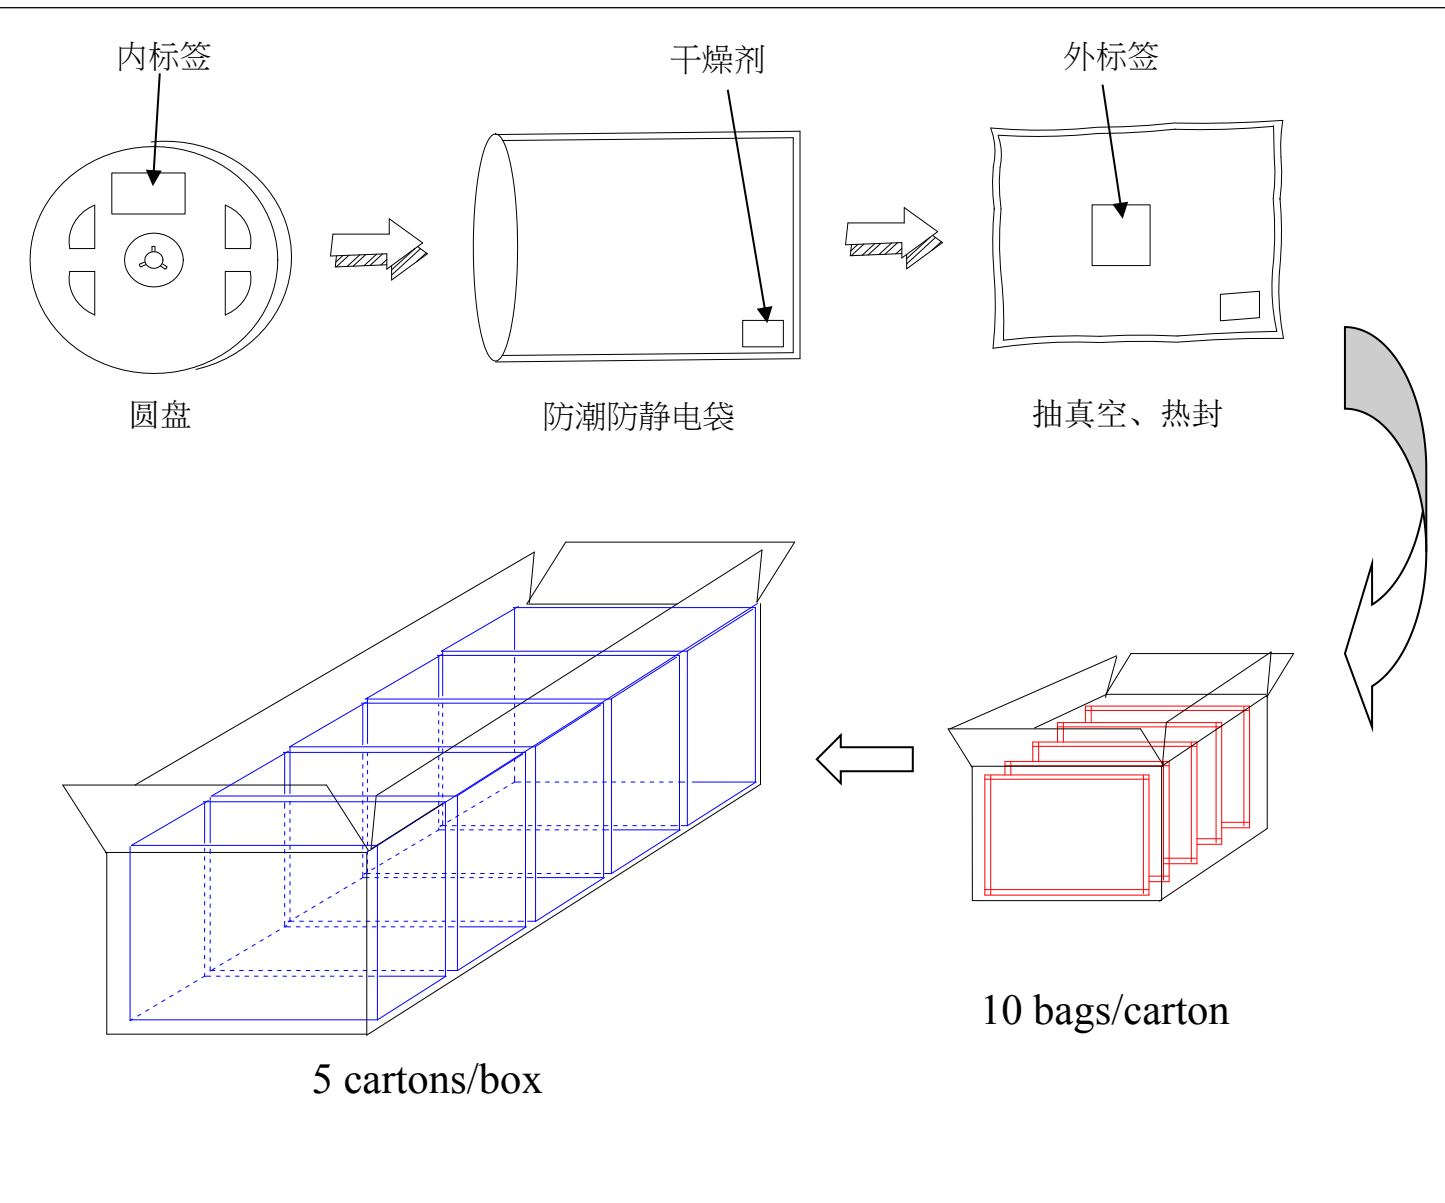 内标签
干燥剂
外标签
圆盘
防潮防静电袋
抽真空、热封
10 bags/carton
5 cartons/box